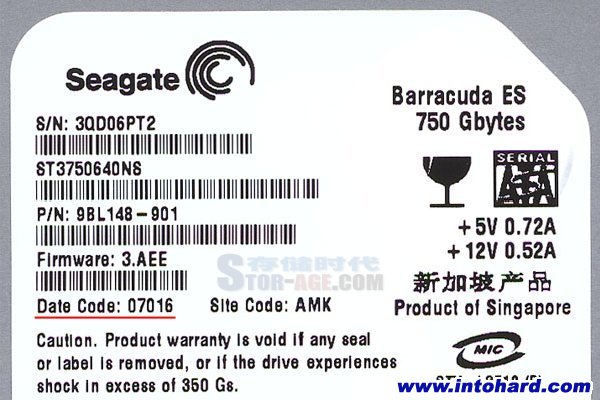 Seagate
Barracuda ES
750 Gbytes
S/N: 3QD06PT2
ST3750640NS
SERIAL
ATA
P/N: 9BL148-901
+5V 0.72A
+12V 0.52A
Firmware: 3.AEE
存储时代
STOR-AGE.COM
新加坡产品
Date Code: 07016
Site Code: AMK
Product of Singapore
Caution. Product warranty is void if any seal
or label is removed, or if the drive experiences
shock in excess of 350 Gs.
MIC
www.intohard.com